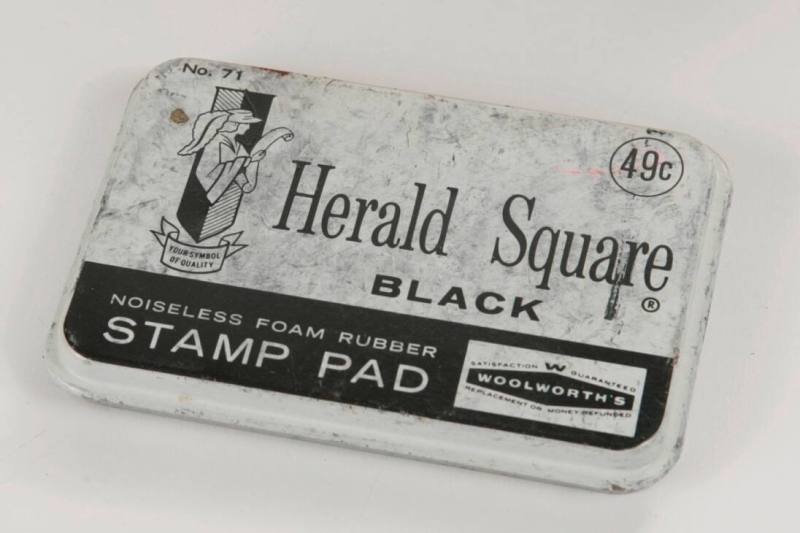 No. 71
49c
YOUR SYMBOL
OF QUALITY
Herald Square ®
BLACK
NOISELESS FOAM RUBBER
STAMP PAD
SATISFACTION W GUARANTEED
WOOLWORTH'S
REPLACEMENT OR MONEY REFUNDED